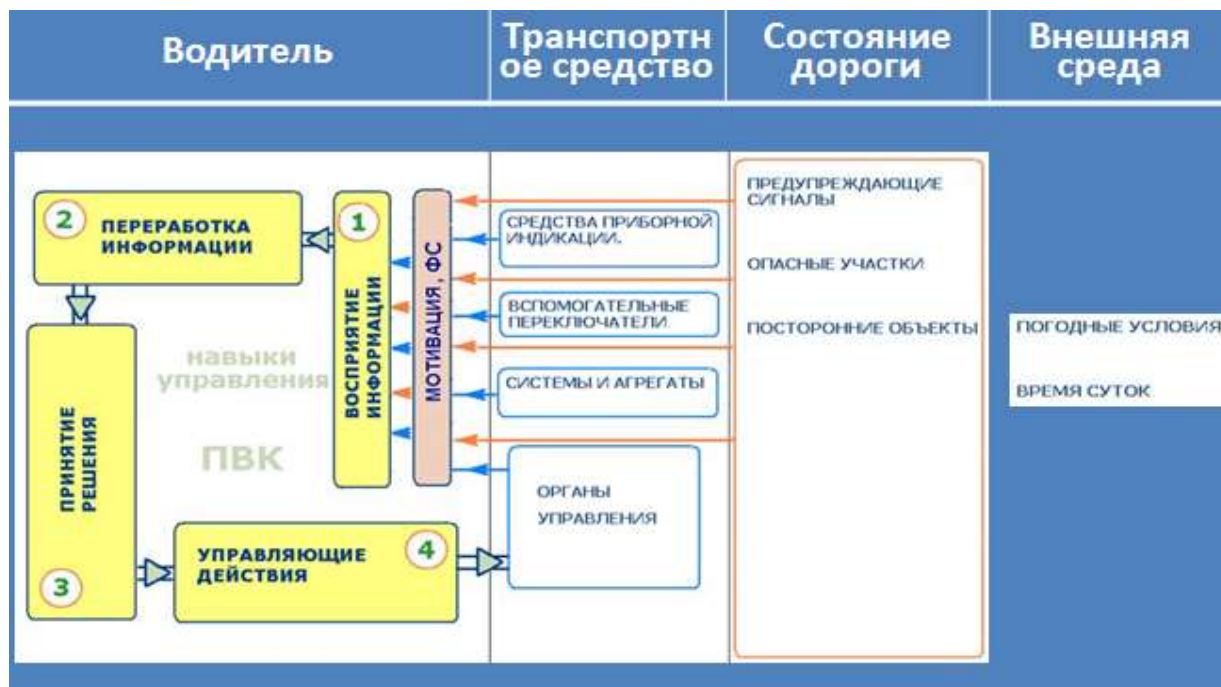 Водитель
Транспортн
ое средство
Состояние
дороги
Внешняя
среда
2
ПЕРЕРАБОТКА
ИНФОРМАЦИИ
1
ВОСПРИЯТИЕ
ИНФОРМАЦИИ
МОТИВАЦИЯ, ФС
навыки
управления
ПВК
ПРИНЯТИЕ
РЕШЕНИЯ
3
УПРАВЛЯЮЩИЕ
ДЕЙСТВИЯ
4
СРЕДСТВА ПРИБОРНОЙ
ИНДИКАЦИИ.
ВСПОМОГАТЕЛЬНЫЕ
ПЕРЕКЛЮЧАТЕЛИ.
СИСТЕМЫ И АГРЕГАТЫ
ОРГАНЫ
УПРАВЛЕНИЯ
ПРЕДУПРЕЖДАЮЩИЕ
СИГНАЛЫ
ОПАСНЫЕ УЧАСТКИ
ПОСТОРОННИЕ ОБЪЕКТЫ
ПОГОДНЫЕ УСЛОВИЯ
ВРЕМЯ СУТОК